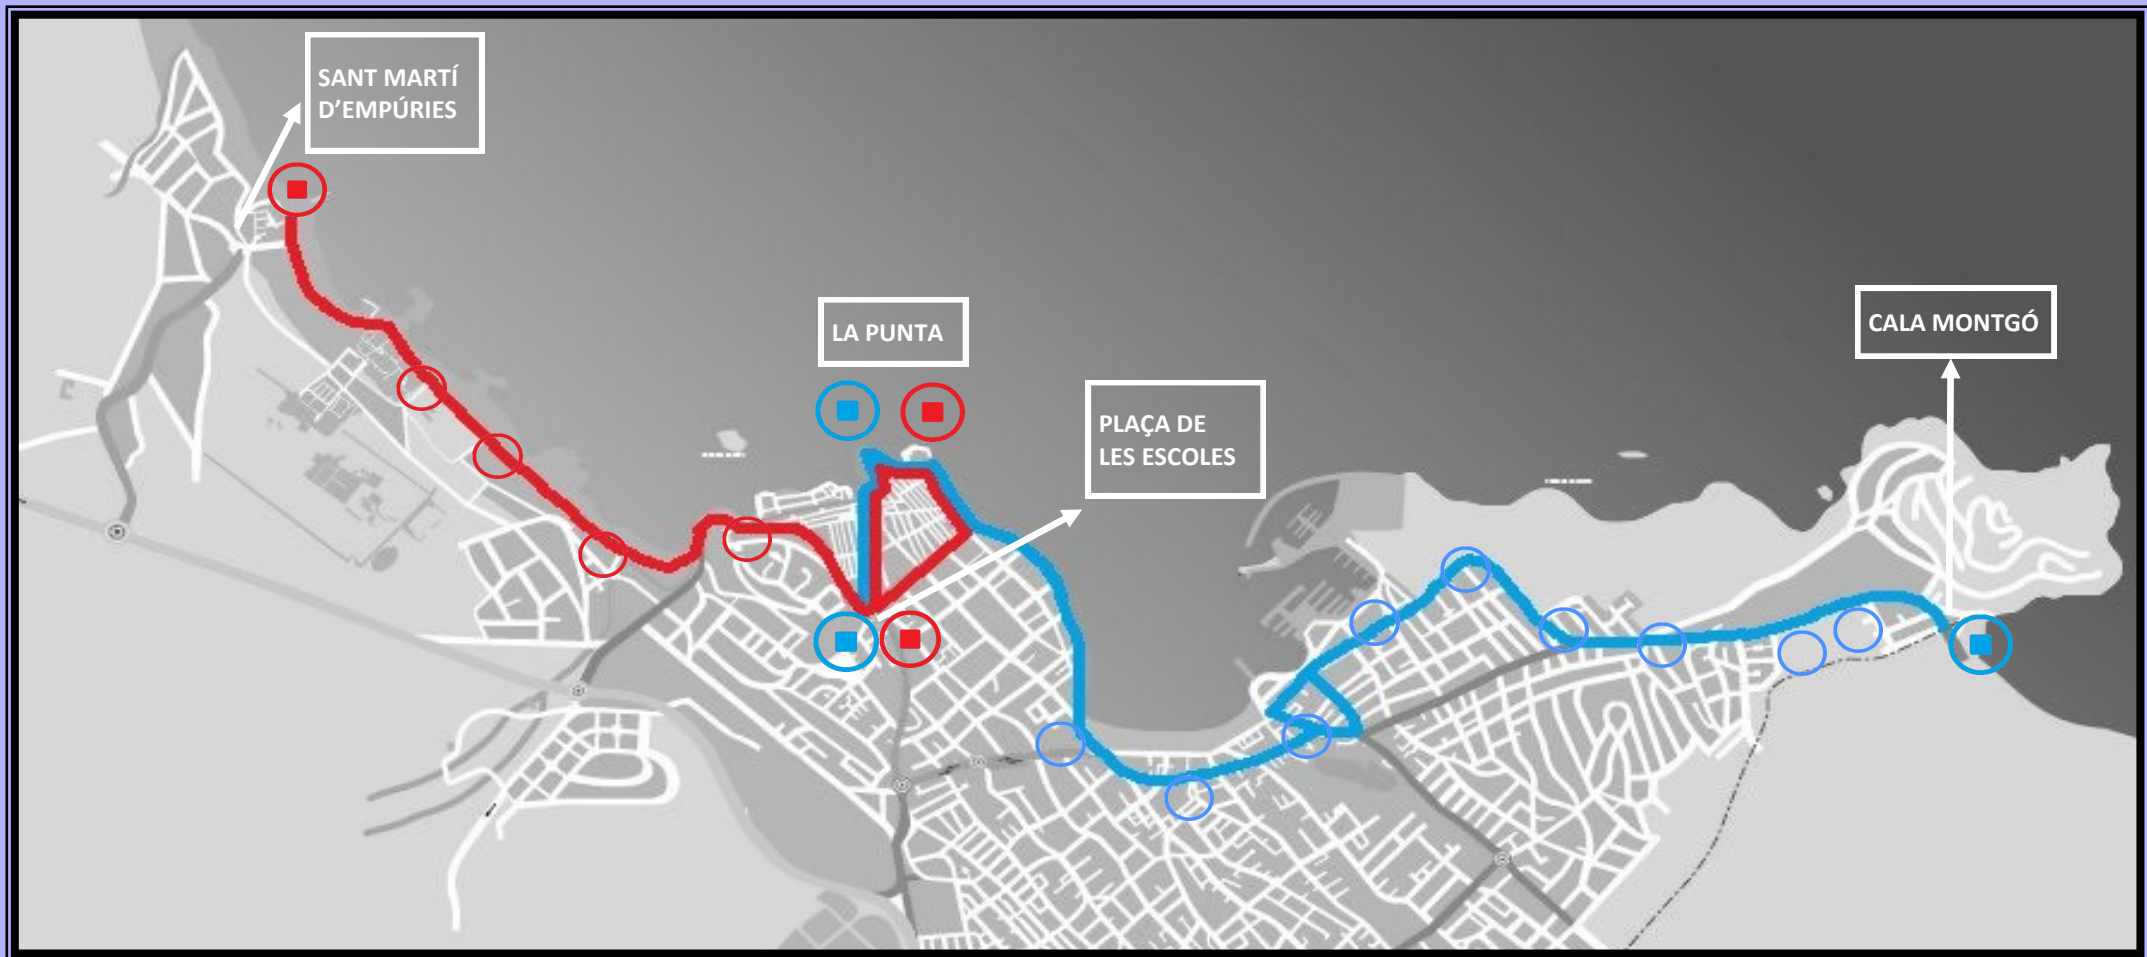 SANT MARTÍ
D'EMPÚRIES
LA PUNTA
PLAÇA DE
LES ESCOLES
CALA MONTGÓ